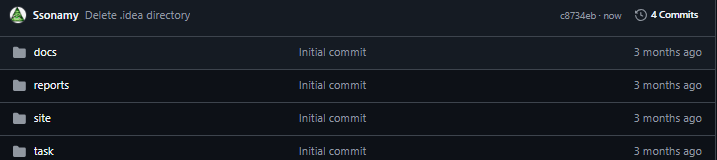 Ssonamy Delete .idea directory c8734eb · now 4 Commits
docs Initial commit 3 months ago
reports Initial commit 3 months ago
site Initial commit 3 months ago
task Initial commit 3 months ago